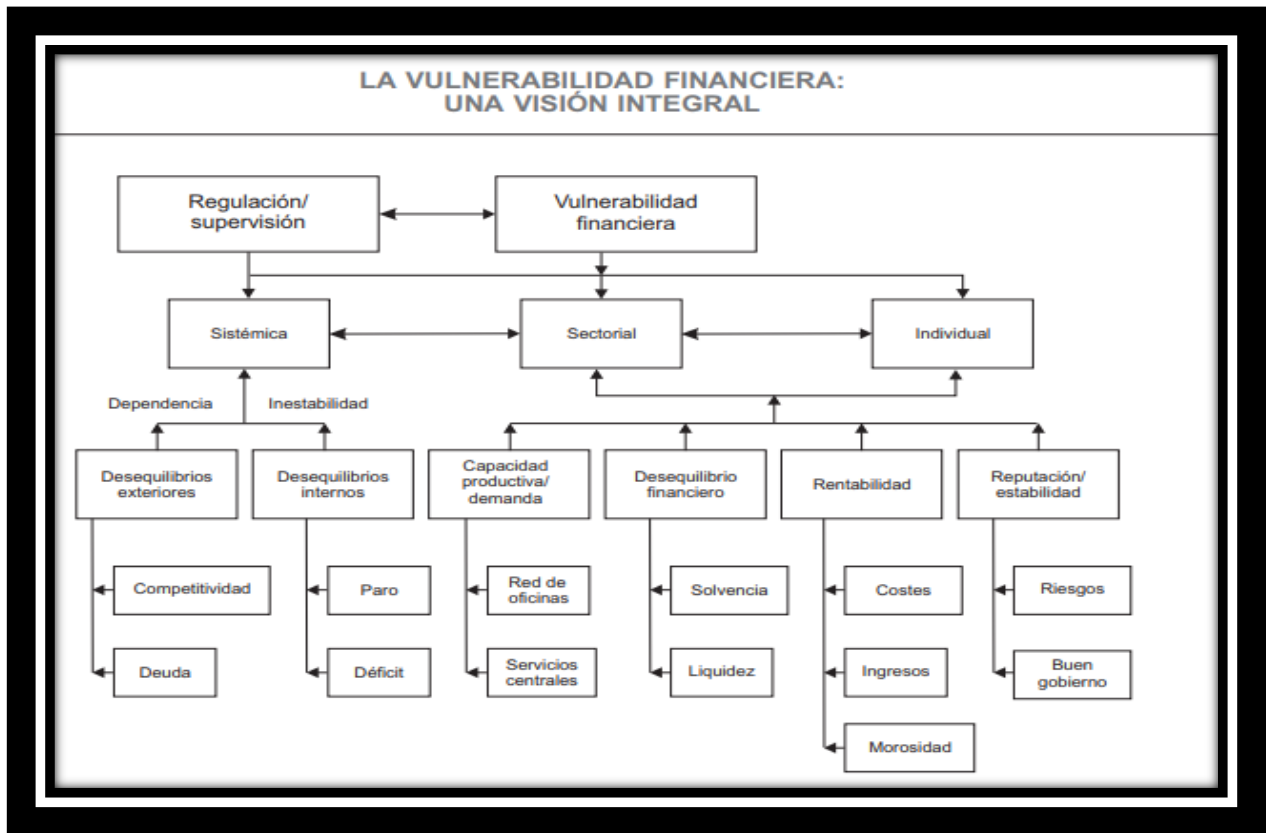 LA VULNERABILIDAD FINANCIERA:
UNA VISIÓN INTEGRAL
Regulación/
supervisión
Vulnerabilidad
financiera
Sistémica
Sectorial
Individual
Dependencia
Inestabilidad
Desequilibrios
exteriores
Desequilibrios
internos
Capacidad
productiva/
demanda
Desequilibrio
financiero
Rentabilidad
Reputación/
estabilidad
Competitividad
Paro
Red de
oficinas
Solvencia
Costes
Riesgos
Deuda
Déficit
Servicios
centrales
Liquidez
Ingresos
Buen
gobierno
Morosidad